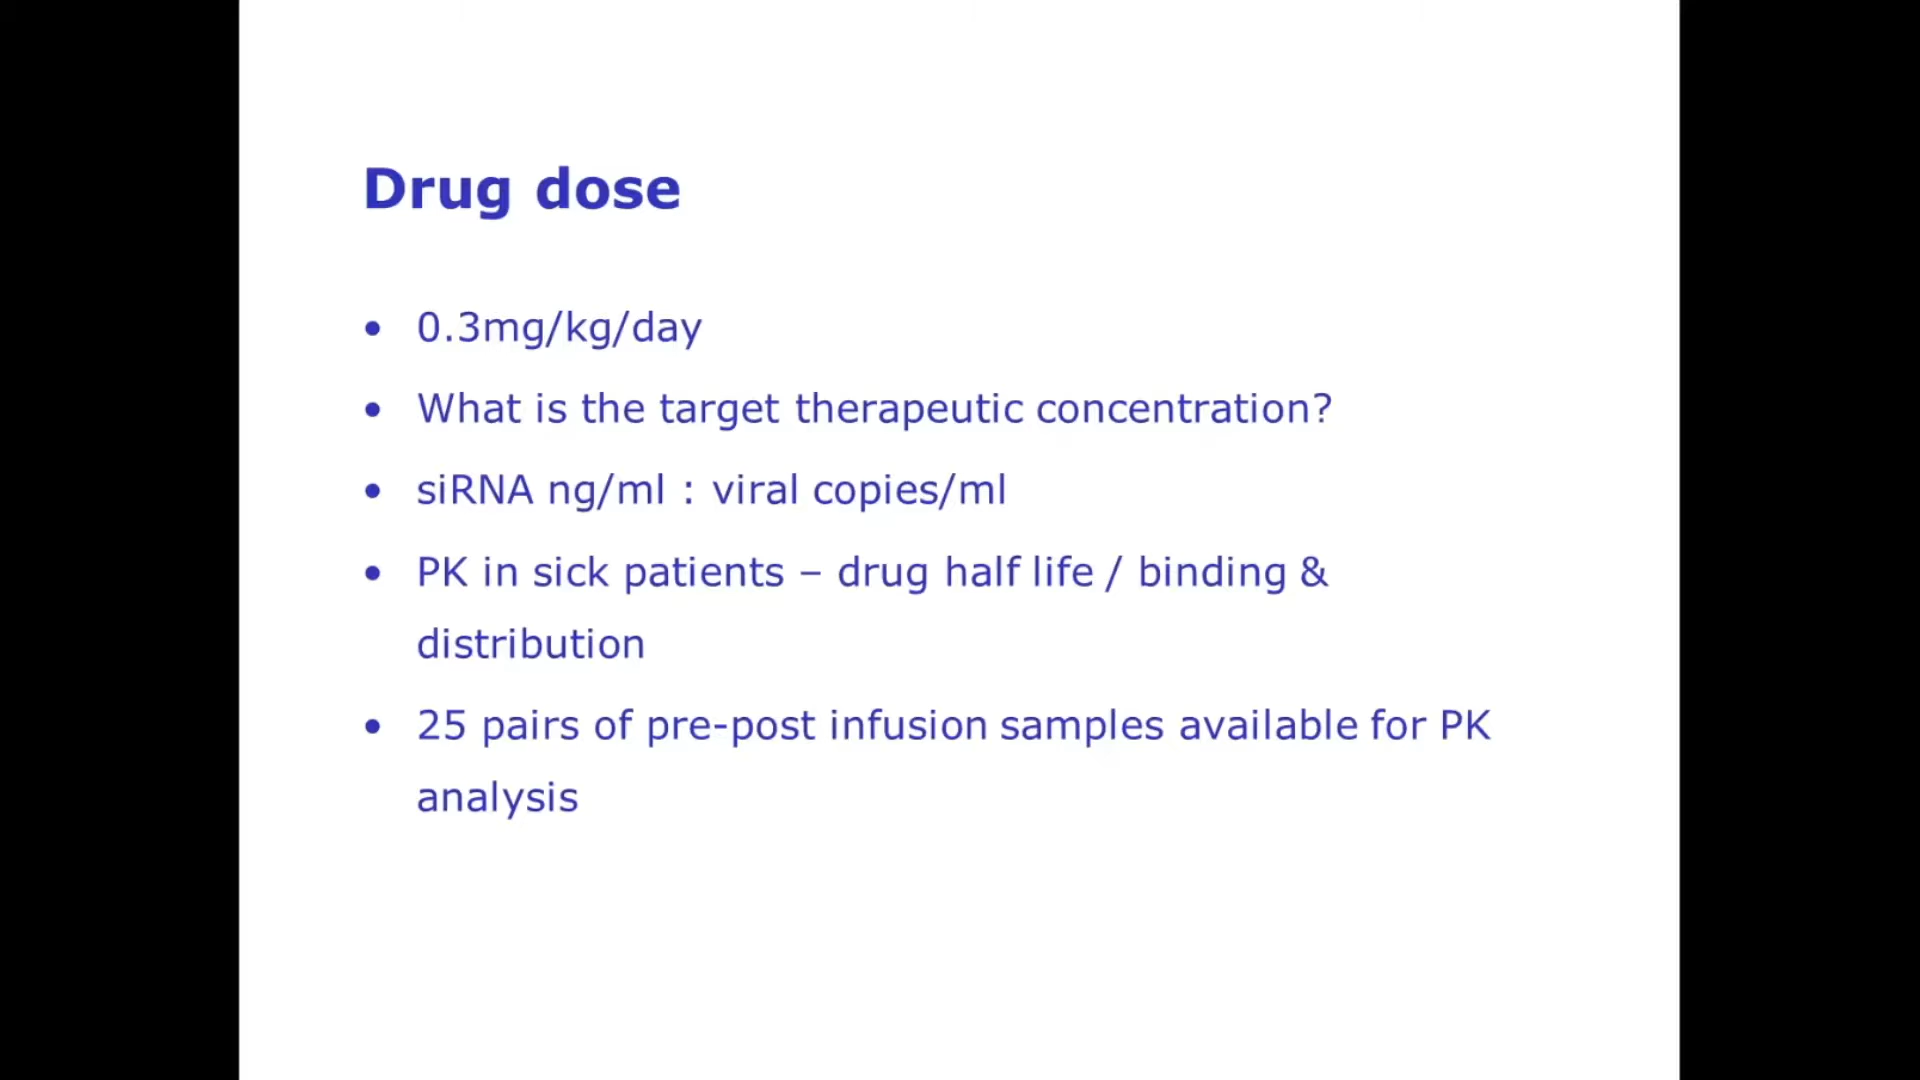 Drug dose
• 0.3mg/kg/day
• What is the target therapeutic concentration?
• siRNA ng/ml : viral copies/ml
• PK in sick patients – drug half life / binding &
distribution
• 25 pairs of pre-post infusion samples available for PK
analysis